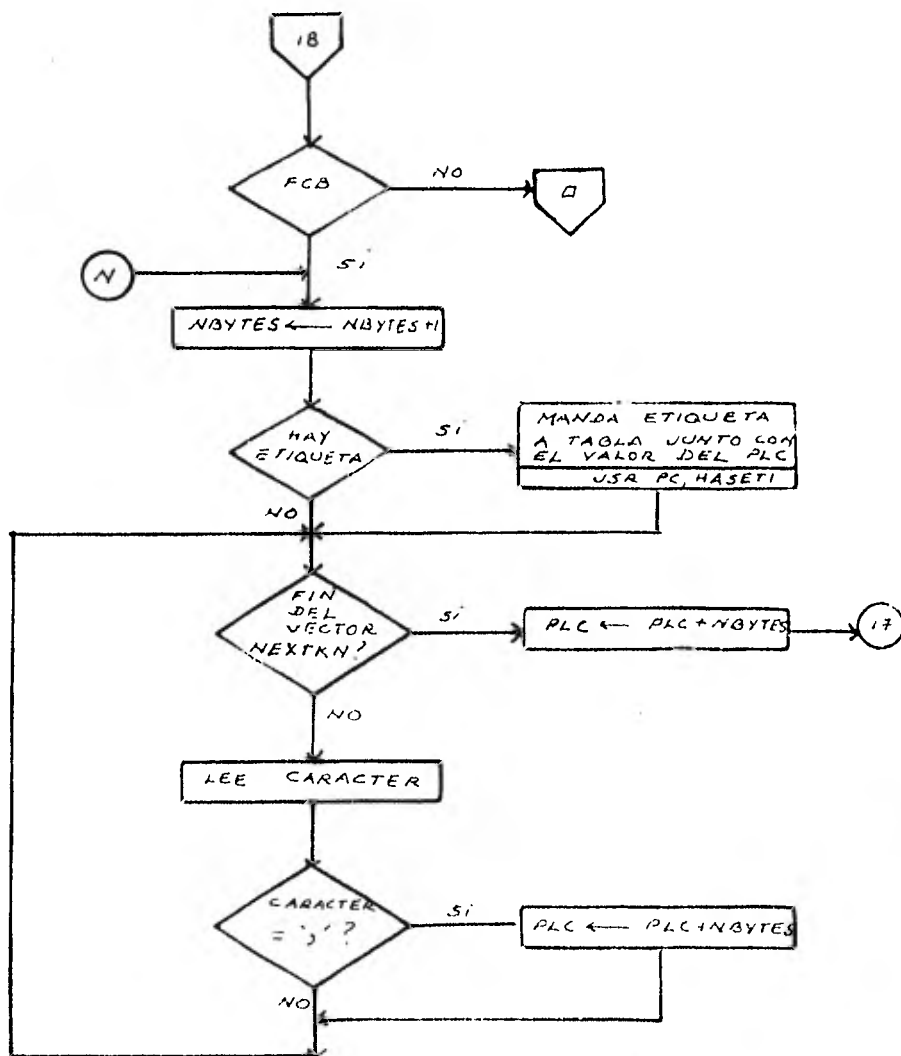 18
FCB
NO
SI
N
NBYTES ← NBYTES+1
HAY
ETIQUETA
SI
MANDA ETIQUETA
A TABLA JUNTO CON
EL VALOR DEL PLC
JSR PC, HASETI
NO
FIN
DEL
VECTOR
NEXTKN?
SI
PLC ← PLC+NBYTES
17
NO
LEE CARACTER
CARACTER
= ',' ?
SI
PLC ← PLC+NBYTES
NO